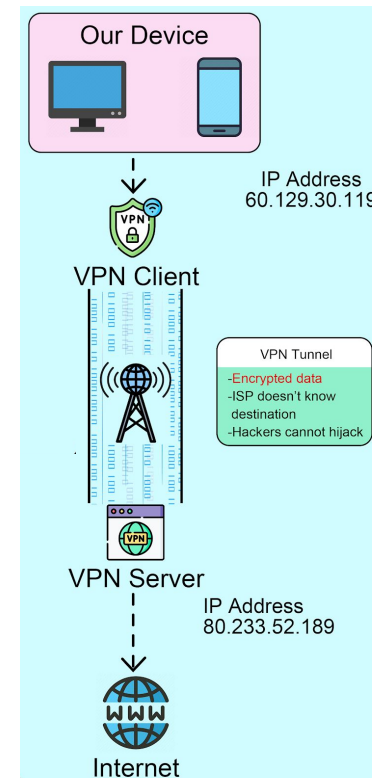 Our Device
IP Address
60.129.30.119
VPN
VPN Client
VPN Tunnel
-Encrypted data
-ISP doesn't know
destination
-Hackers cannot hijack
VPN
VPN Server
IP Address
80.233.52.189
WWW
Internet